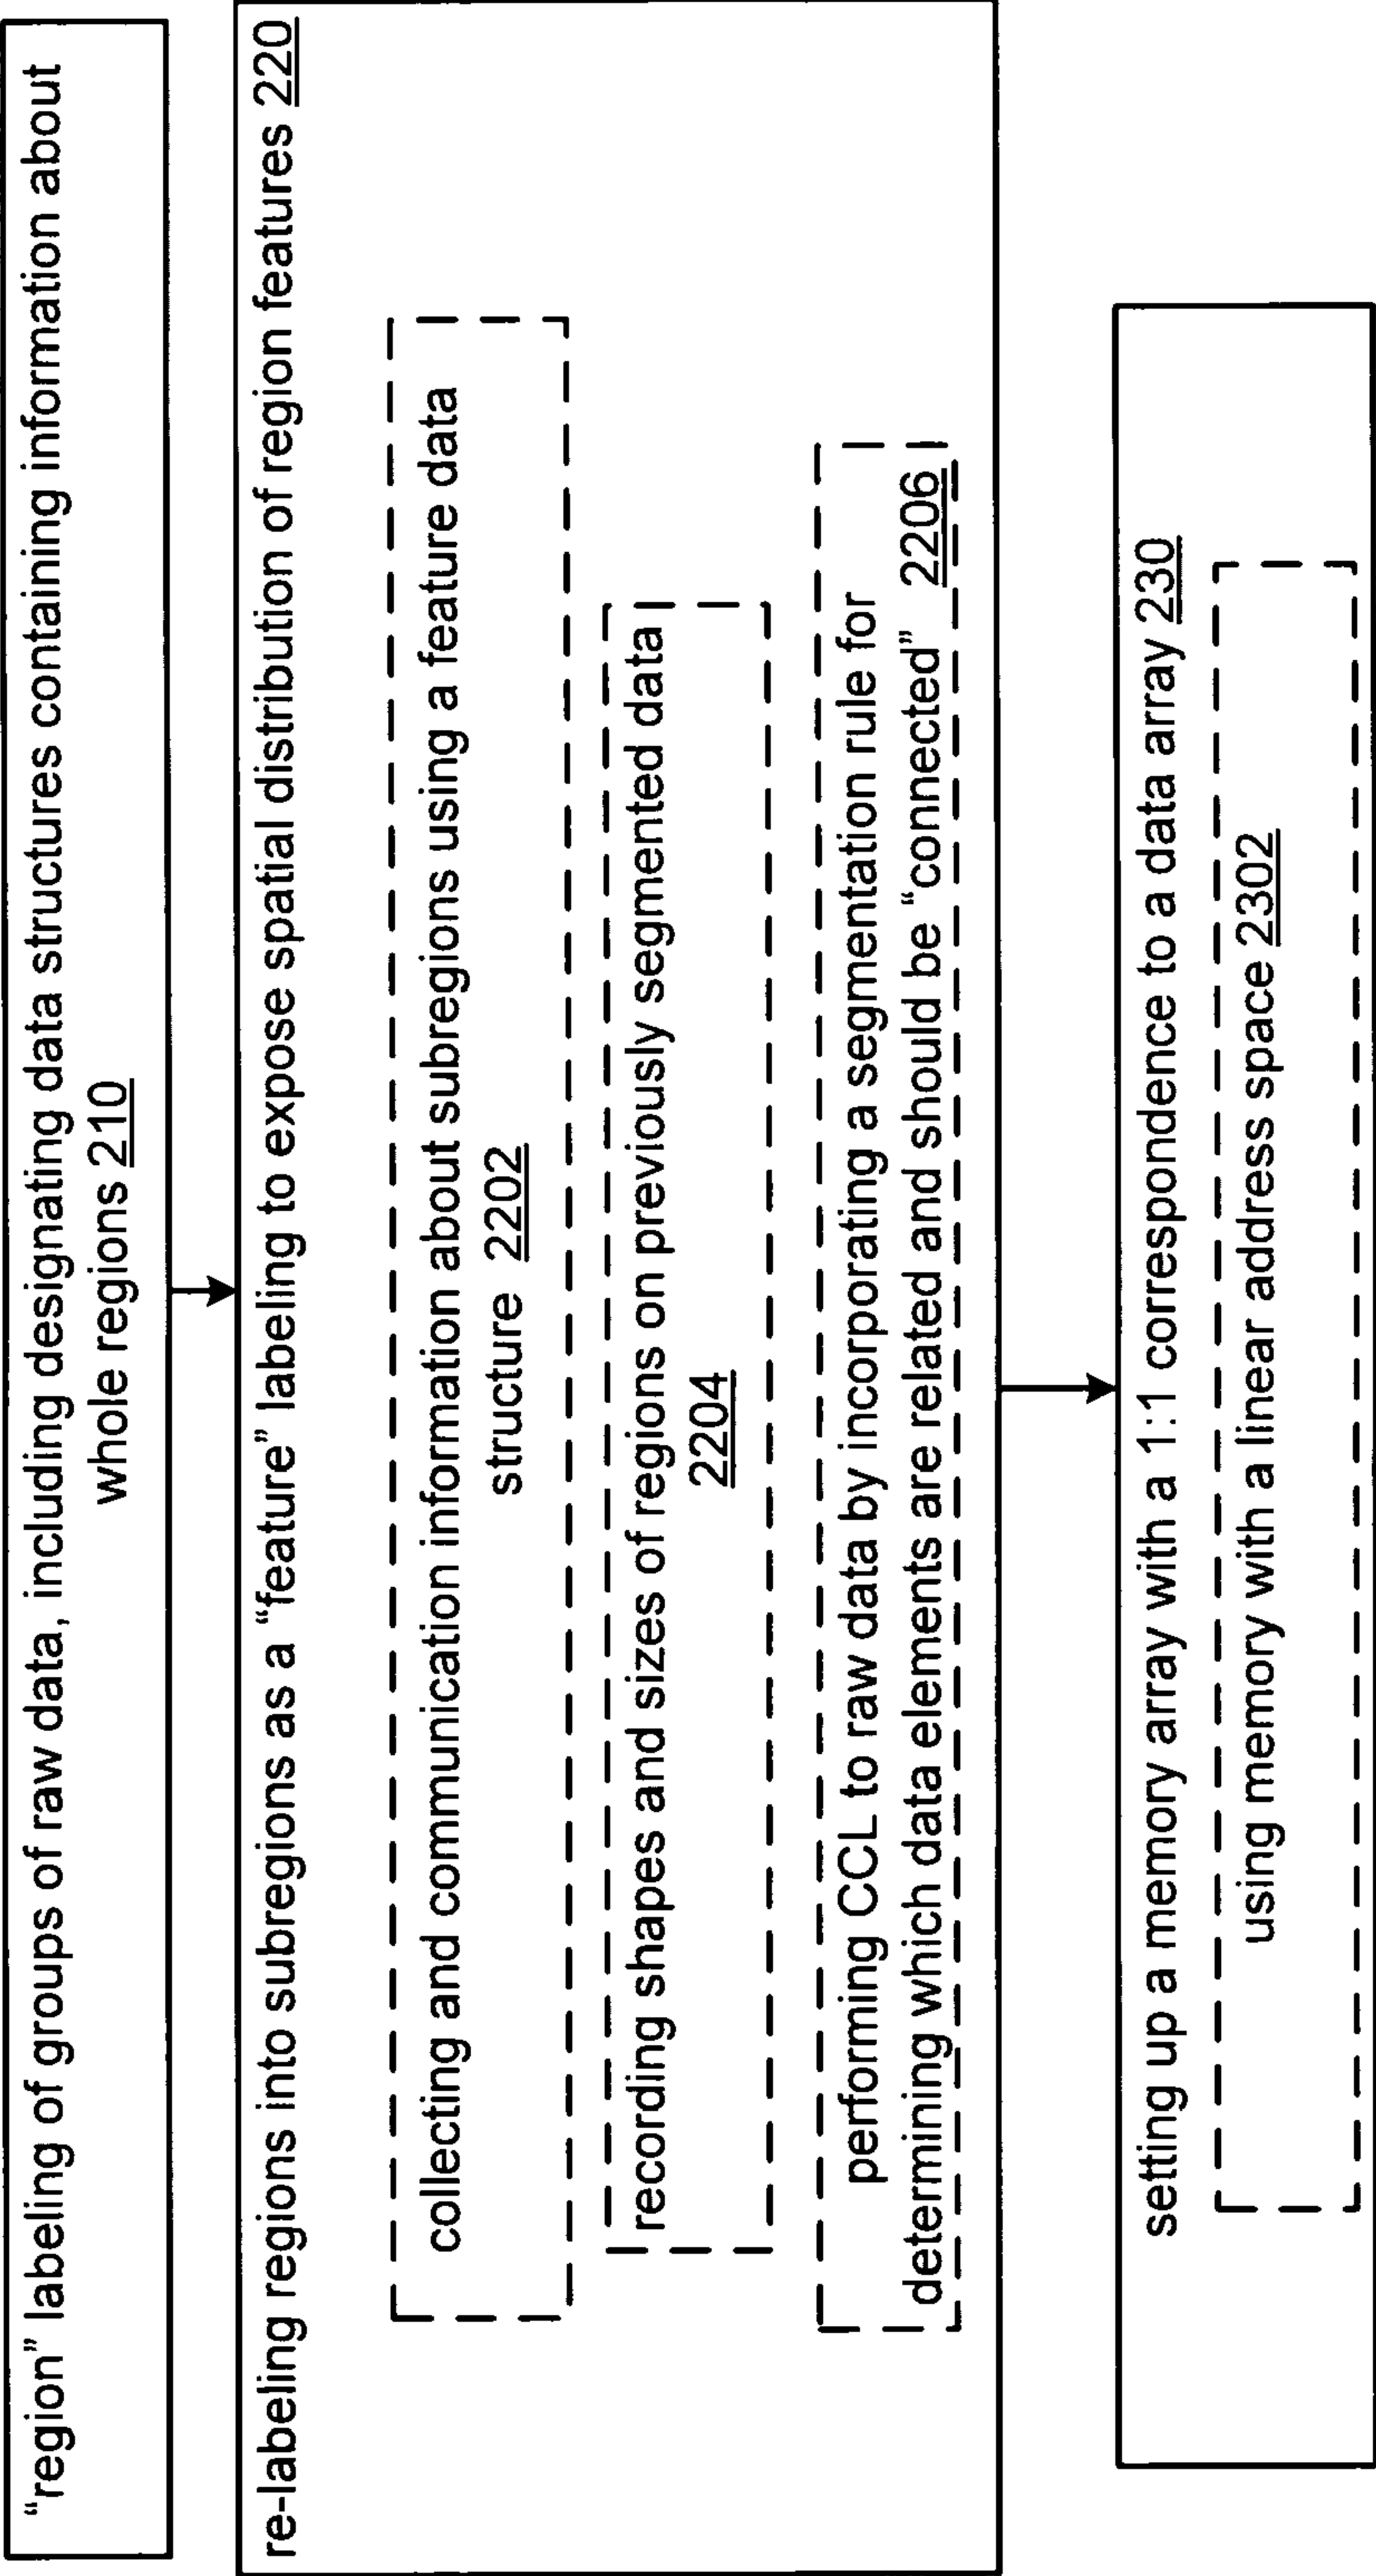 “region” labeling of groups of raw data, including designating data structures containing information about
whole regions 210
re-labeling regions into subregions as a “feature” labeling to expose spatial distribution of region features 220
collecting and communication information about subregions using a feature data
structure 2202
recording shapes and sizes of regions on previously segmented data
2204
performing CCL to raw data by incorporating a segmentation rule for
determining which data elements are related and should be “connected” 2206
setting up a memory array with a 1:1 correspondence to a data array 230
using memory with a linear address space 2302